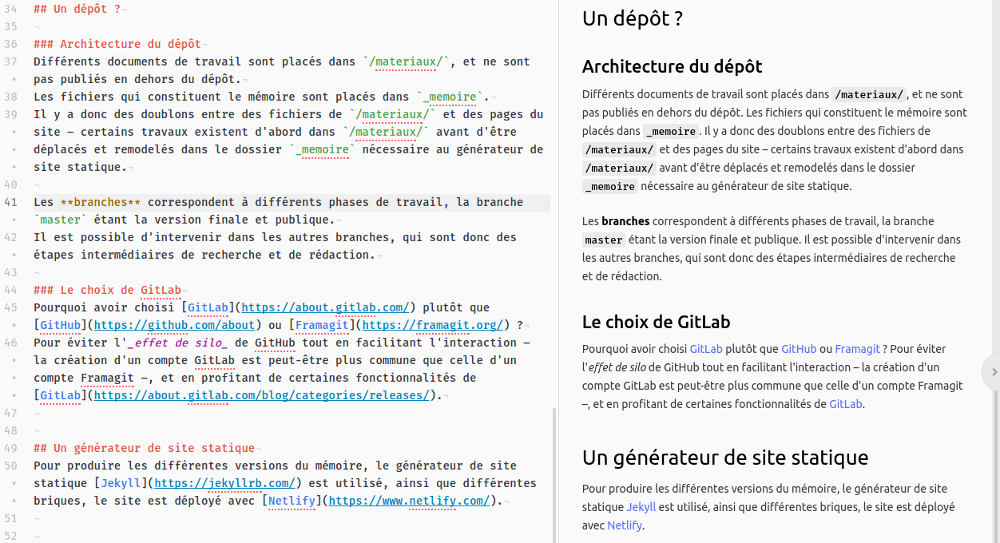 34 ## Un dépôt ?¬
35 ¬
36 ### Architecture du dépôt¬
37 Différents documents de travail sont placés dans `/materiaux/`, et ne sont
• pas publiés en dehors du dépôt.¬
38 Les fichiers qui constituent le mémoire sont placés dans `_memoire`.¬
39 Il y a donc des doublons entre des fichiers de `/materiaux/` et des pages du
• site – certains travaux existent d'abord dans `/materiaux/` avant d'être
• déplacés et remodelés dans le dossier `_memoire` nécessaire au générateur de
• site statique.¬
40 ¬
41 Les **branches** correspondent à différents phases de travail, la branche
• `master` étant la version finale et publique.¬
42 Il est possible d'intervenir dans les autres branches, qui sont donc des
• étapes intermédiaires de recherche et de rédaction.¬
43 ¬
44 ### Le choix de GitLab¬
45 Pourquoi avoir choisi [GitLab](https://about.gitlab.com/) plutôt que
• [GitHub](https://github.com/about) ou [Framagit](https://framagit.org/) ?¬
46 Pour éviter l'_effet de silo_ de GitHub tout en facilitant l'interaction –
• la création d'un compte GitLab est peut-être plus commune que celle d'un
• compte Framagit –, et en profitant de certaines fonctionnalités de
• [GitLab](https://about.gitlab.com/blog/categories/releases/).¬
47 ¬
48 ¬
49 ## Un générateur de site statique¬
50 Pour produire les différentes versions du mémoire, le générateur de site
• statique [Jekyll](https://jekyllrb.com/) est utilisé, ainsi que différentes
• briques, le site est déployé avec [Netlify](https://www.netlify.com/).¬
51 ¬
52 ¬
Un dépôt ?
Architecture du dépôt
Différents documents de travail sont placés dans /materiaux/, et ne sont
pas publiés en dehors du dépôt. Les fichiers qui constituent le mémoire sont
placés dans _memoire. Il y a donc des doublons entre des fichiers de
/materiaux/ et des pages du site – certains travaux existent d'abord dans
/materiaux/ avant d'être déplacés et remodelés dans le dossier
_memoire nécessaire au générateur de site statique.
Les branches correspondent à différents phases de travail, la branche
master étant la version finale et publique. Il est possible d'intervenir dans
les autres branches, qui sont donc des étapes intermédiaires de recherche
et de rédaction.
Le choix de GitLab
Pourquoi avoir choisi GitLab plutôt que GitHub ou Framagit ? Pour éviter
l'effet de silo de GitHub tout en facilitant l'interaction – la création d'un
compte GitLab est peut-être plus commune que celle d'un compte Framagit
–, et en profitant de certaines fonctionnalités de GitLab.
Un générateur de site statique
Pour produire les différentes versions du mémoire, le générateur de site
statique Jekyll est utilisé, ainsi que différentes briques, le site est déployé
avec Netlify.